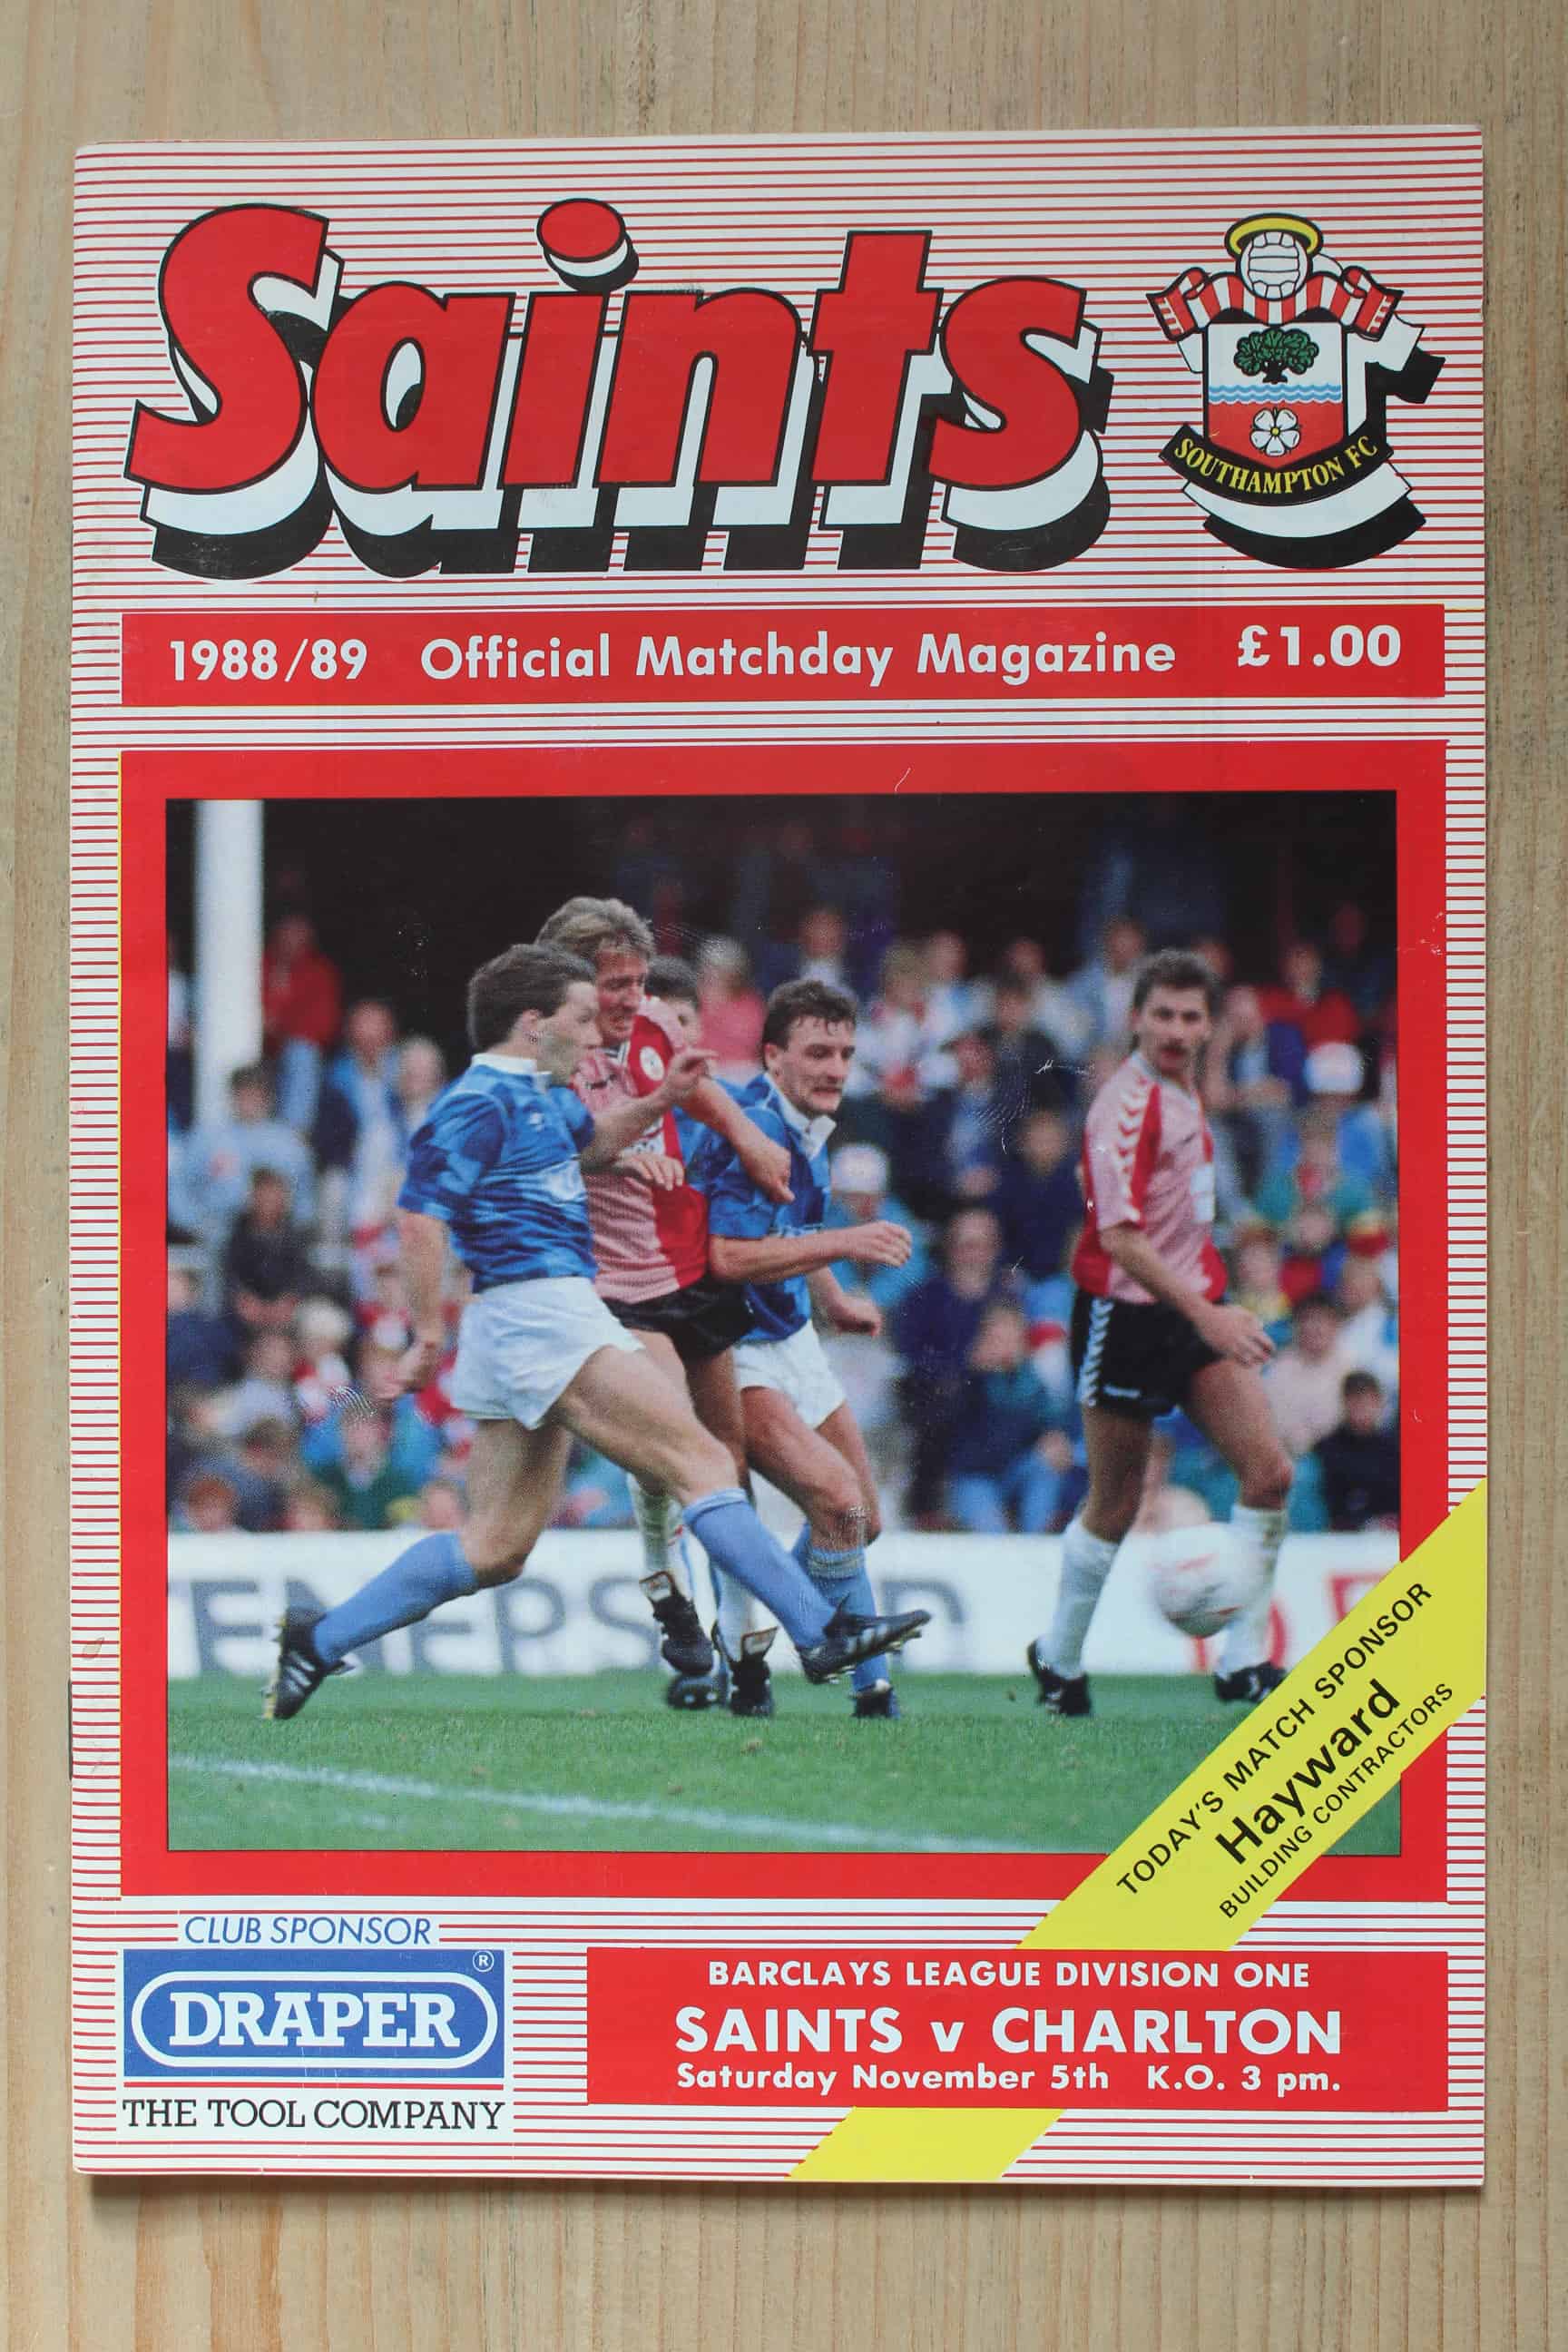 Saints
SOUTHAMPTON FC
1988/89 Official Matchday Magazine £1.00
TODAY'S MATCH SPONSOR
Hayward
BUILDING CONTRACTORS
CLUB SPONSOR
DRAPER ®
THE TOOL COMPANY
BARCLAYS LEAGUE DIVISION ONE
SAINTS v CHARLTON
Saturday November 5th K.O. 3 pm.